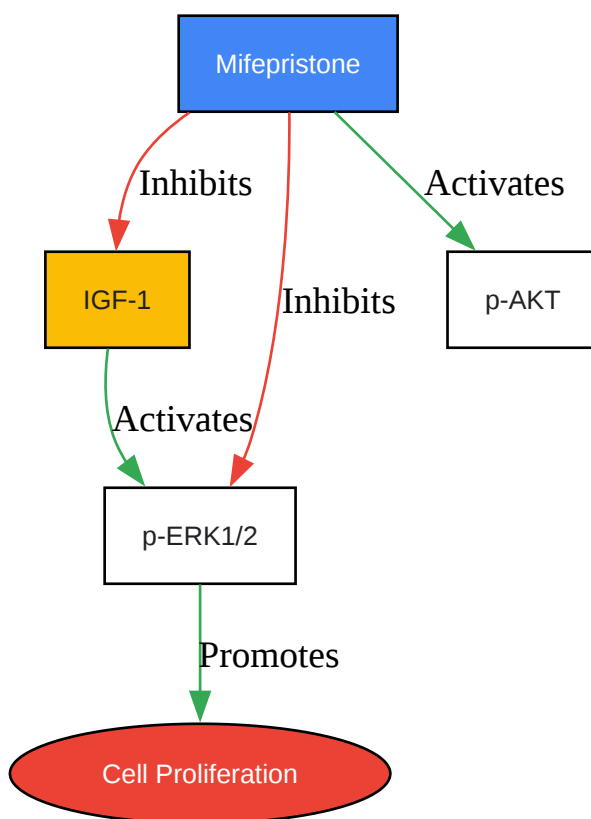 Mifepristone
Inhibits
Activates
IGF-1
Inhibits
p-AKT
Activates
p-ERK1/2
Promotes
Cell Proliferation